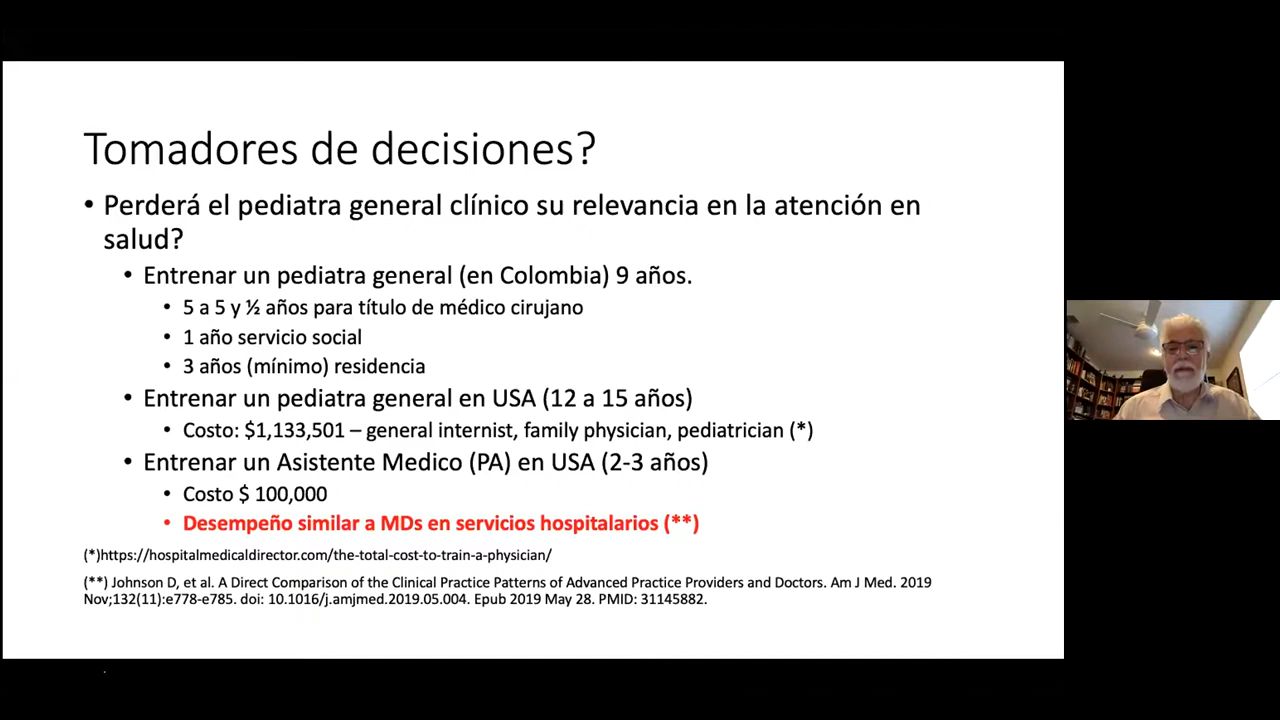 Tomadores de decisiones?
• Perderá el pediatra general clínico su relevancia en la atención en
salud?
• Entrenar un pediatra general (en Colombia) 9 años.
• 5 a 5 y ½ años para título de médico cirujano
• 1 año servicio social
• 3 años (mínimo) residencia
• Entrenar un pediatra general en USA (12 a 15 años)
• Costo: $1,133,501 – general internist, family physician, pediatrician (*)
• Entrenar un Asistente Medico (PA) en USA (2-3 años)
• Costo $ 100,000
• Desempeño similar a MDs en servicios hospitalarios (**)
(*)https://hospitalmedicaldirector.com/the-total-cost-to-train-a-physician/
(**) Johnson D, et al. A Direct Comparison of the Clinical Practice Patterns of Advanced Practice Providers and Doctors. Am J Med. 2019
Nov;132(11):e778-e785. doi: 10.1016/j.amjmed.2019.05.004. Epub 2019 May 28. PMID: 31145882.